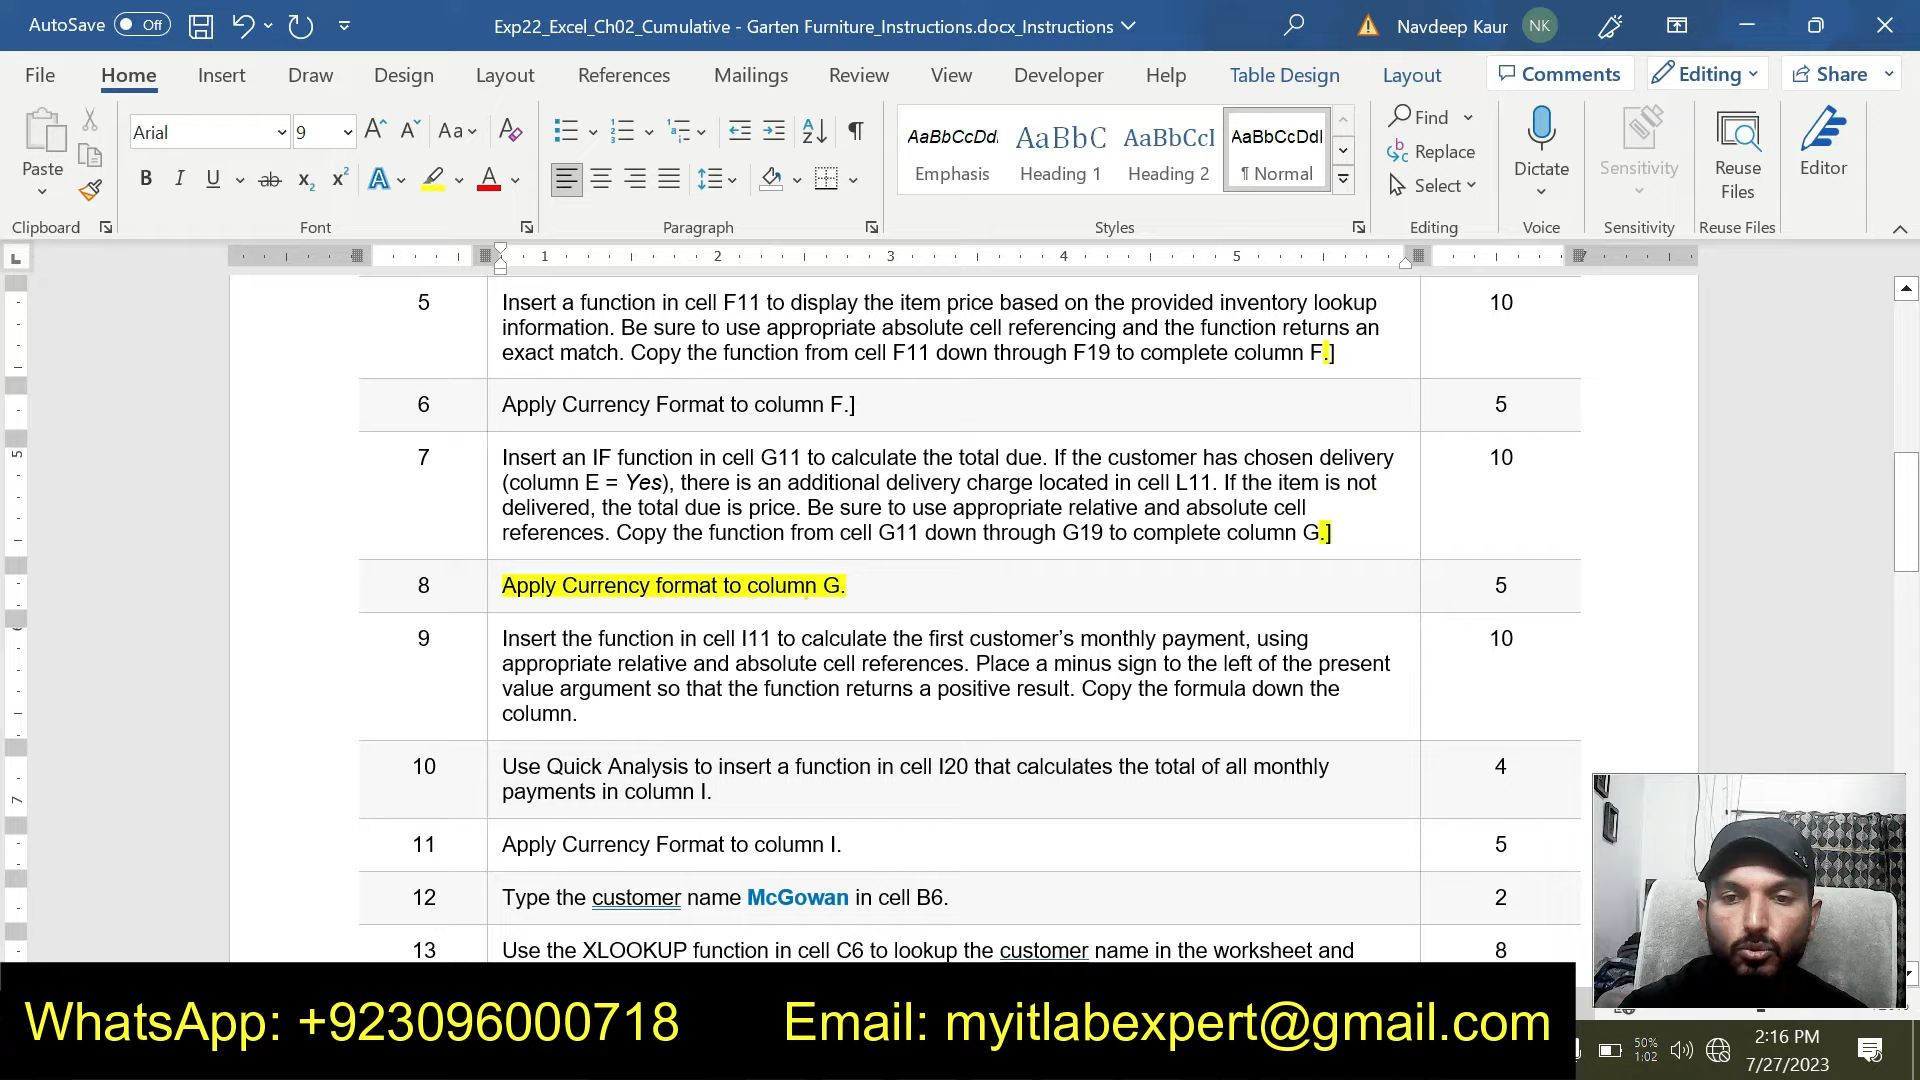 AutoSave Off
Exp22_Excel_Ch02_Cumulative - Garten Furniture_Instructions.docx_Instructions
Navdeep Kaur NK
File Home Insert Draw Design Layout References Mailings Review View Developer Help Table Design Layout
Comments Editing Share
Paste
Arial 9
Aa
B I U ab x₂ x² A A
AaBbCcDd. AaBbC AaBbCcI AaBbCcDdI
Emphasis Heading 1 Heading 2 ¶ Normal
Find
Replace
Select
Dictate
Sensitivity
Reuse
Files
Editor
Clipboard Font Paragraph Styles Editing Voice Sensitivity Reuse Files
1 2 3 4 5 7
5 Insert a function in cell F11 to display the item price based on the provided inventory lookup 10
information. Be sure to use appropriate absolute cell referencing and the function returns an
exact match. Copy the function from cell F11 down through F19 to complete column F.]
6 Apply Currency Format to column F.] 5
7 Insert an IF function in cell G11 to calculate the total due. If the customer has chosen delivery 10
(column E = Yes), there is an additional delivery charge located in cell L11. If the item is not
delivered, the total due is price. Be sure to use appropriate relative and absolute cell
references. Copy the function from cell G11 down through G19 to complete column G.]
8 Apply Currency format to column G. 5
9 Insert the function in cell I11 to calculate the first customer’s monthly payment, using 10
appropriate relative and absolute cell references. Place a minus sign to the left of the present
value argument so that the function returns a positive result. Copy the formula down the
column.
10 Use Quick Analysis to insert a function in cell I20 that calculates the total of all monthly 4
payments in column I.
11 Apply Currency Format to column I. 5
12 Type the customer name McGowan in cell B6. 2
13 Use the XLOOKUP function in cell C6 to lookup the customer name in the worksheet and 8
WhatsApp: +923096000718 Email: myitlabexpert@gmail.com
50%
1:02
2:16 PM
7/27/2023